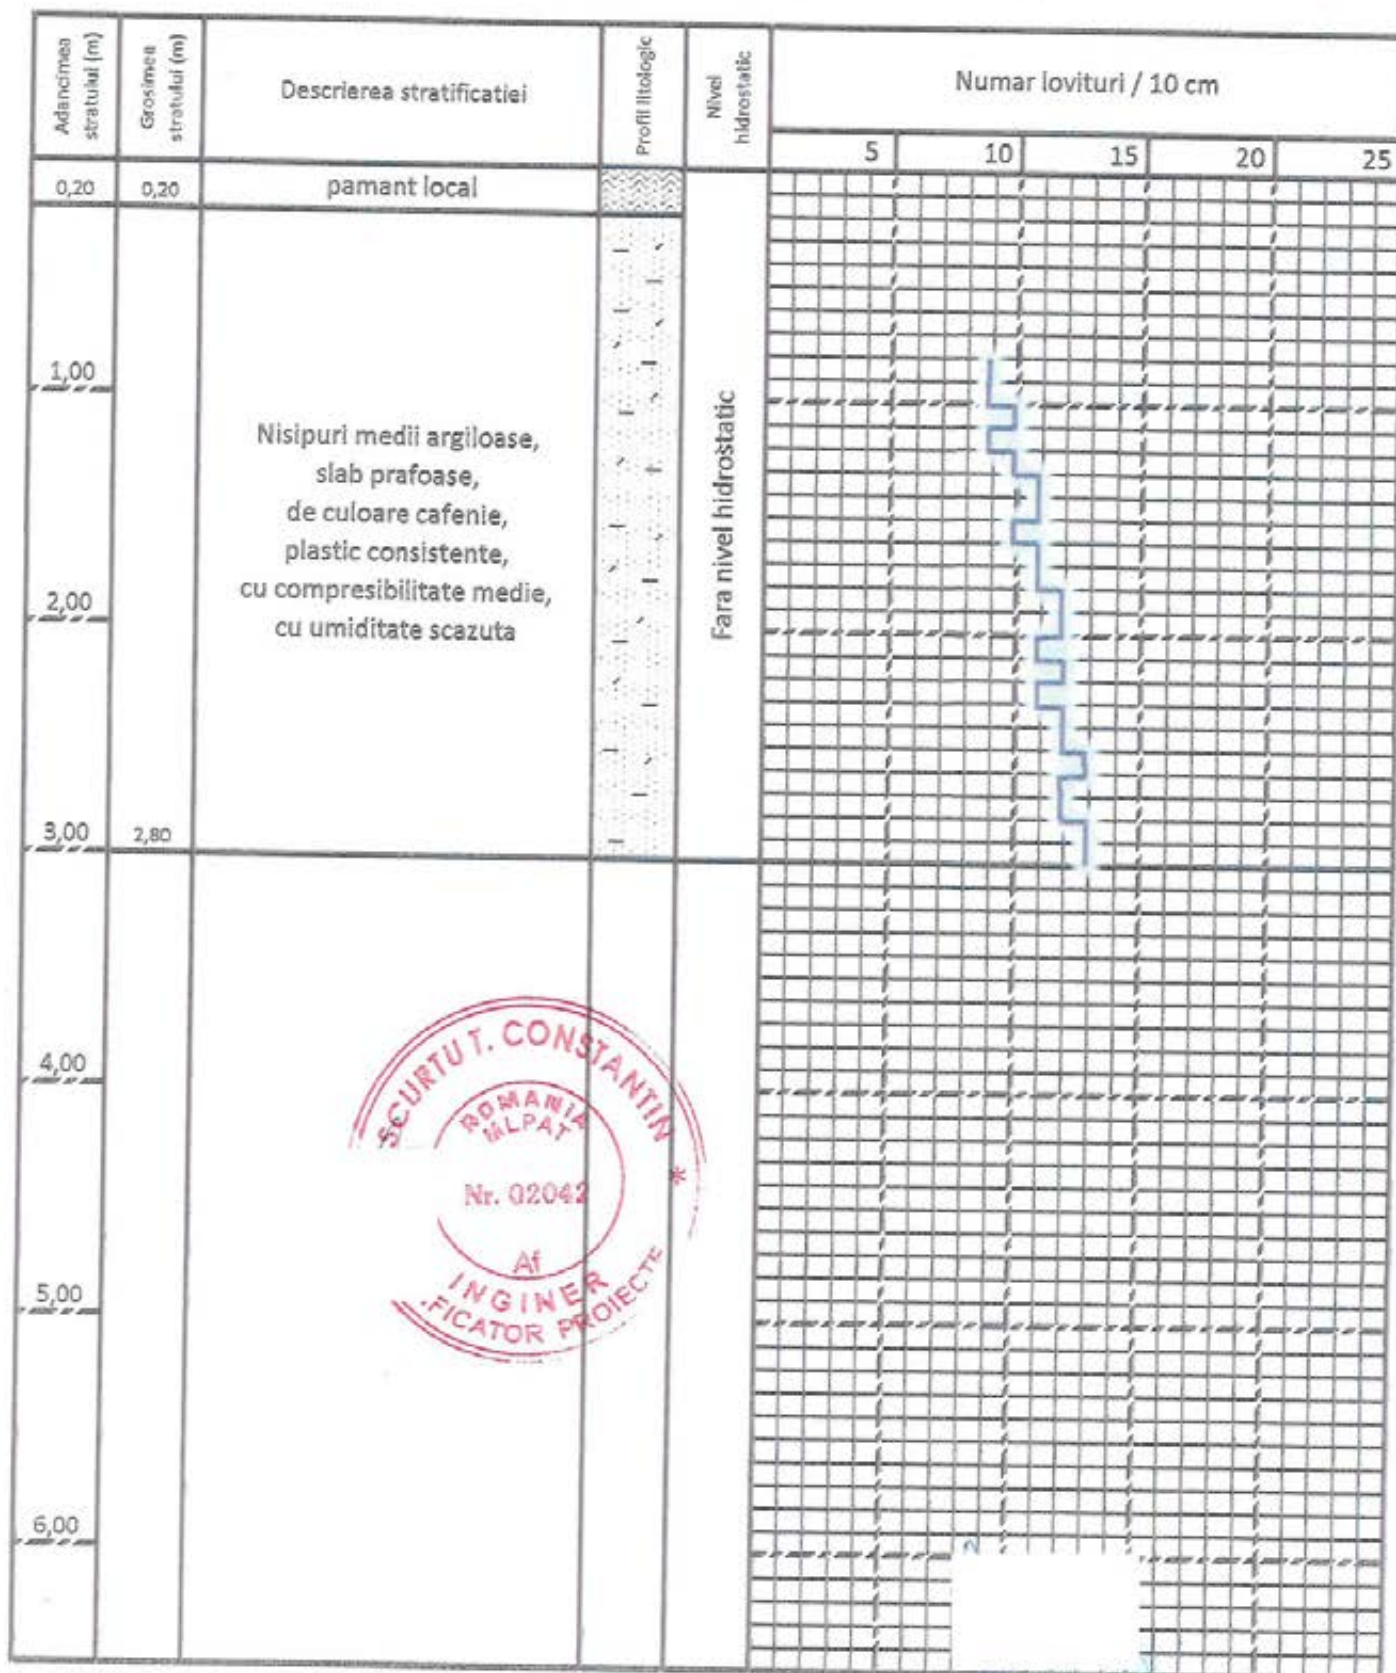 Adancimea
stratului (m)
Grosimea
stratului (m)
Descrierea stratificatiei
Profil litologic
Nivel
hidrostatic
Numar lovituri / 10 cm
5 10 15 20 25
0,20 0,20 pamant local
1,00
Nisipuri medii argiloase,
slab prafoase,
de culoare cafenie,
plastic consistente,
cu compresibilitate medie,
cu umiditate scazuta
Fara nivel hidrostatic
2,00
3,00 2,80
4,00
5,00
6,00
SCURTU T. CONSTANTIN *
ROMANIA
MLPAT
Nr. 02042
Af
INGINER
FICATOR PROIECTE